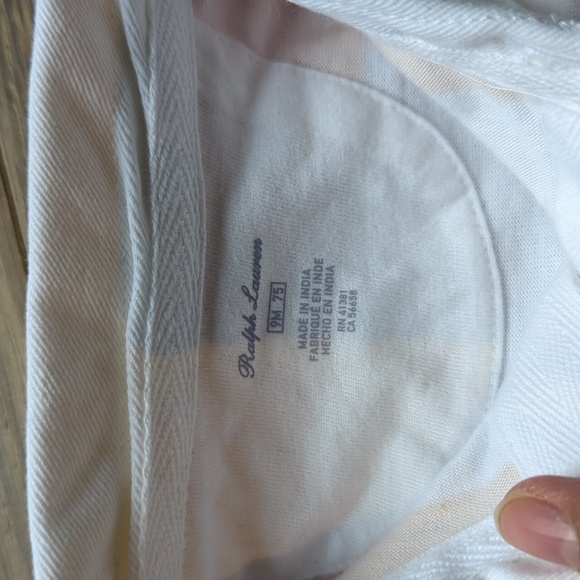 Ralph Lauren
9M 75
MADE IN INDIA
FABRIQUÉ EN INDE
HECHO EN INDIA
RN 41381
CA 56658